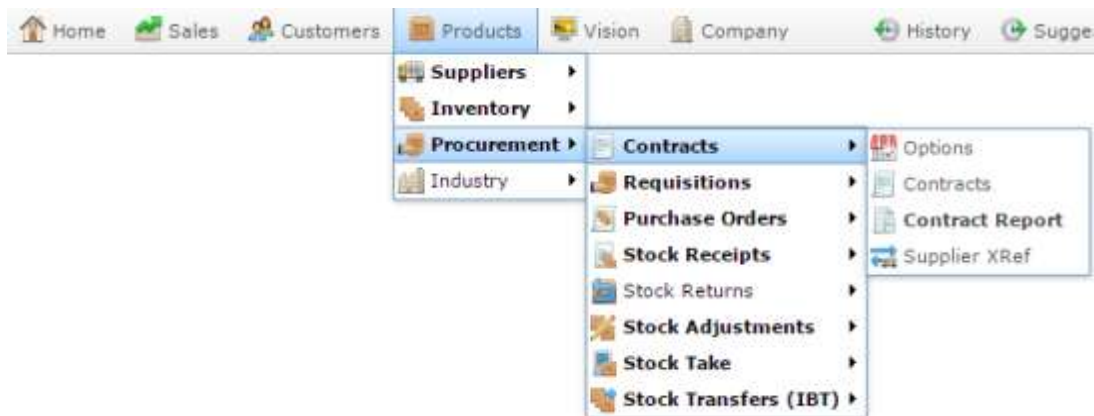 Home Sales Customers Products Vision Company History Sugge
Suppliers
Inventory
Procurement
Industry
Contracts
Requisitions
Purchase Orders
Stock Receipts
Stock Returns
Stock Adjustments
Stock Take
Stock Transfers (IBT)
Options
Contracts
Contract Report
Supplier XRef